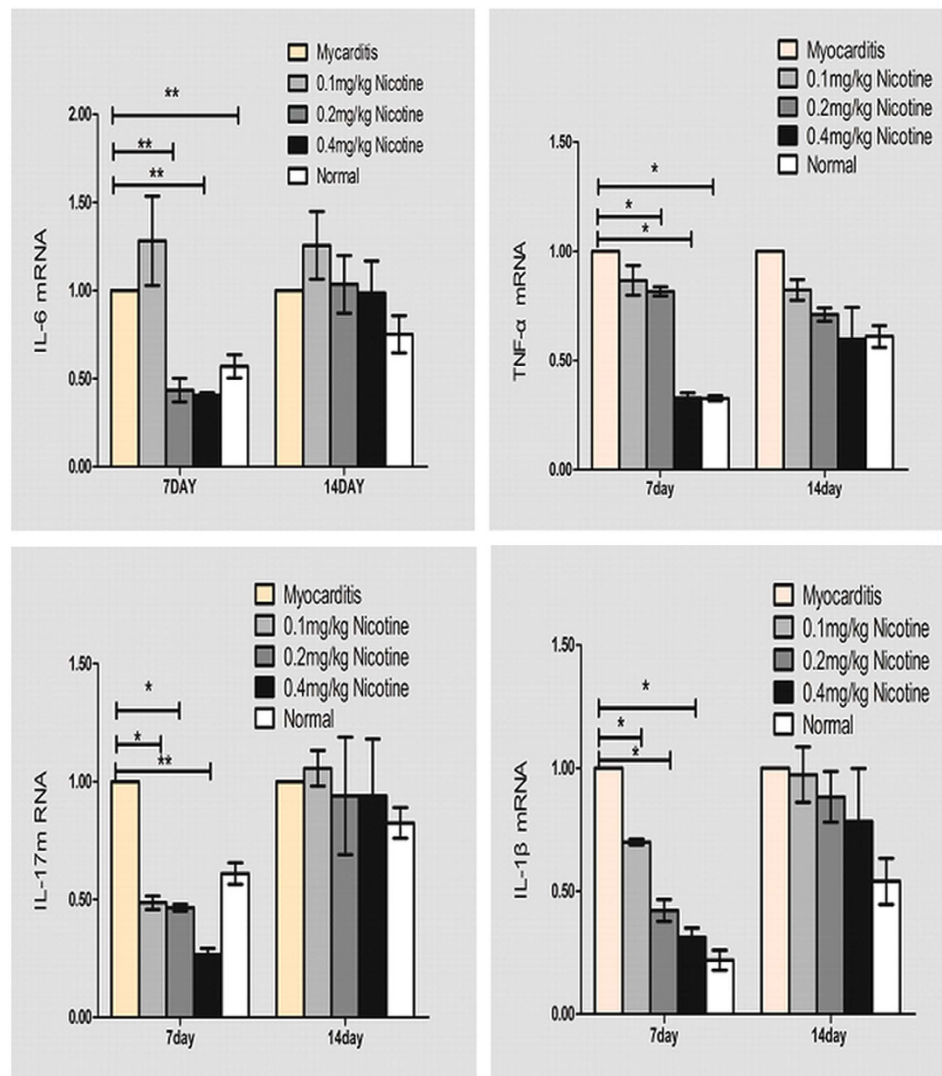 Mycarditis
0.1mg/kg Nicotine
0.2mg/kg Nicotine
0.4mg/kg Nicotine
Normal
**
**
**
2.00
1.50
1.00
0.50
0.00
IL-6 mRNA
7DAY 14DAY
Myocarditis
0.1mg/kg Nicotine
0.2mg/kg Nicotine
0.4mg/kg Nicotine
Normal
*
*
*
1.50
1.00
0.50
0.00
TNF-α mRNA
7day 14day
Myocarditis
0.1mg/kg Nicotine
0.2mg/kg Nicotine
0.4mg/kg Nicotine
Normal
*
*
**
1.50
1.00
0.50
0.00
IL-17m RNA
7day 14day
Myocarditis
0.1mg/kg Nicotine
0.2mg/kg Nicotine
0.4mg/kg Nicotine
Normal
*
*
*
1.50
1.00
0.50
0.00
IL-1β mRNA
7day 14day